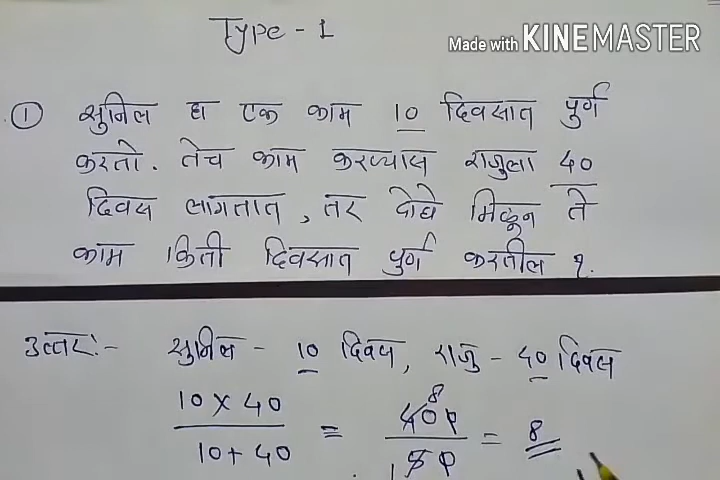 Type - 1
Made with KINEMASTER
① सुनिल हा एक काम 10 दिवसात पुर्ण
करतो. तेच काम करण्यास राजुला 40
दिवस लागतात, तर दोघे मिळून ते
काम किती दिवसात पुर्ण करतील ?.
उत्तर:- सुनिल - 10 दिवस, राजु - 40 दिवस
10 × 40 / 10 + 40 = 400 / 50 = 8
8